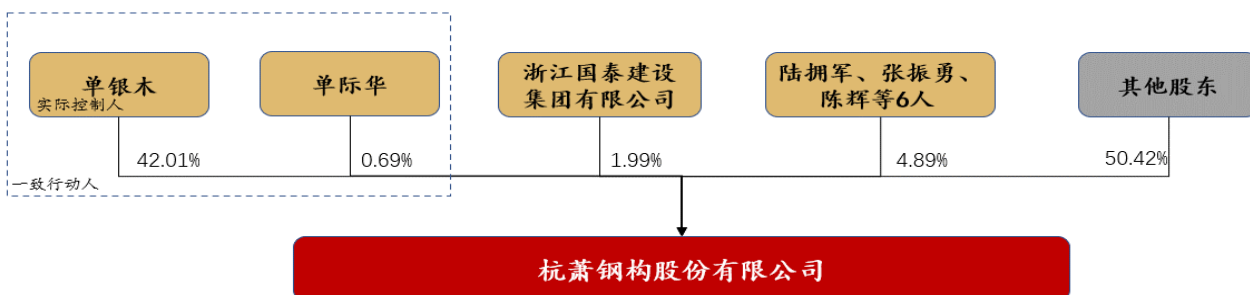 单银木
实际控制人
单际华
浙江国泰建设
集团有限公司
陆拥军、张振勇、
陈辉等6人
其他股东
42.01%
0.69%
1.99%
4.89%
50.42%
一致行动人
杭萧钢构股份有限公司